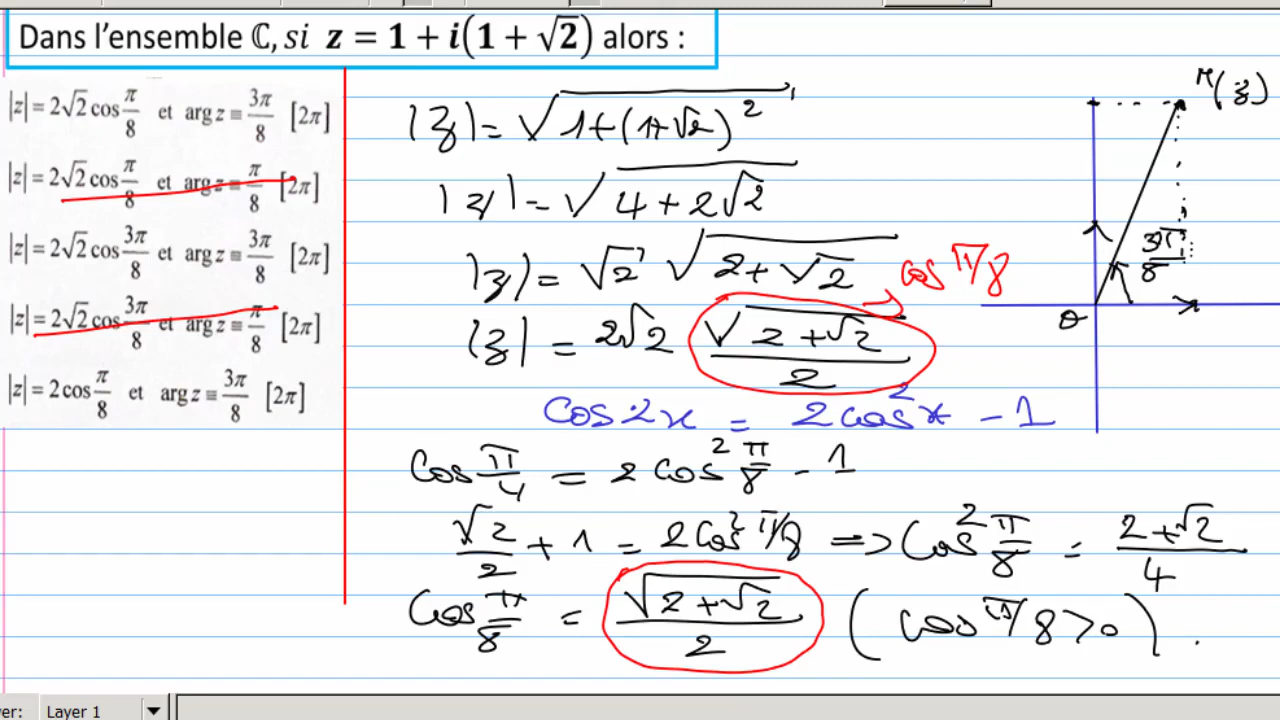 Dans l'ensemble ℂ, si z = 1 + i(1 + √2) alors :
|z| = 2√2 cos π/8 et arg z ≡ 3π/8 [2π]
|z| = 2√2 cos π/8 et arg z ≡ π/8 [2π]
|z| = 2√2 cos 3π/8 et arg z ≡ 3π/8 [2π]
|z| = 2√2 cos 3π/8 et arg z ≡ π/8 [2π]
|z| = 2 cos π/8 et arg z ≡ 3π/8 [2π]
|z| = √(1+(1+√2)²)
|z| = √(4+2√2)
|z| = √2 √(2+√2)
cos π/8
|z| = 2√2 √(2+√2)/2
cos 2x = 2cos²x - 1
cos π/4 = 2 cos² π/8 - 1
√2/2 + 1 = 2cos² π/8 => cos² π/8 = (2+√2)/4
cos π/8 = √(2+√2)/2 (cos π/8 > 0).
M(z)
3π/8
O
yer: Layer 1